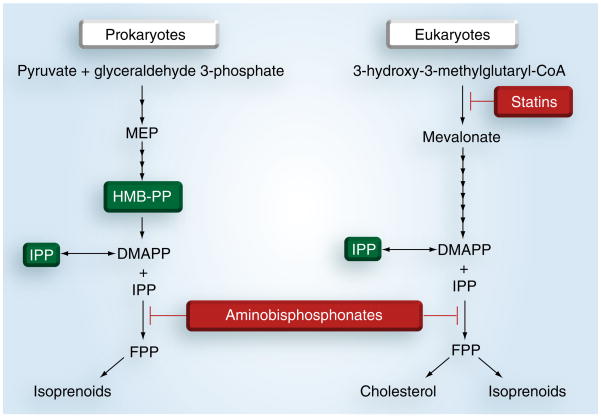 Prokaryotes
Pyruvate + glyceraldehyde 3-phosphate
MEP
HMB-PP
IPP
DMAPP
+
IPP
FPP
Isoprenoids
Eukaryotes
3-hydroxy-3-methylglutaryl-CoA
Statins
Mevalonate
IPP
DMAPP
+
IPP
Aminobisphosphonates
FPP
Cholesterol
Isoprenoids